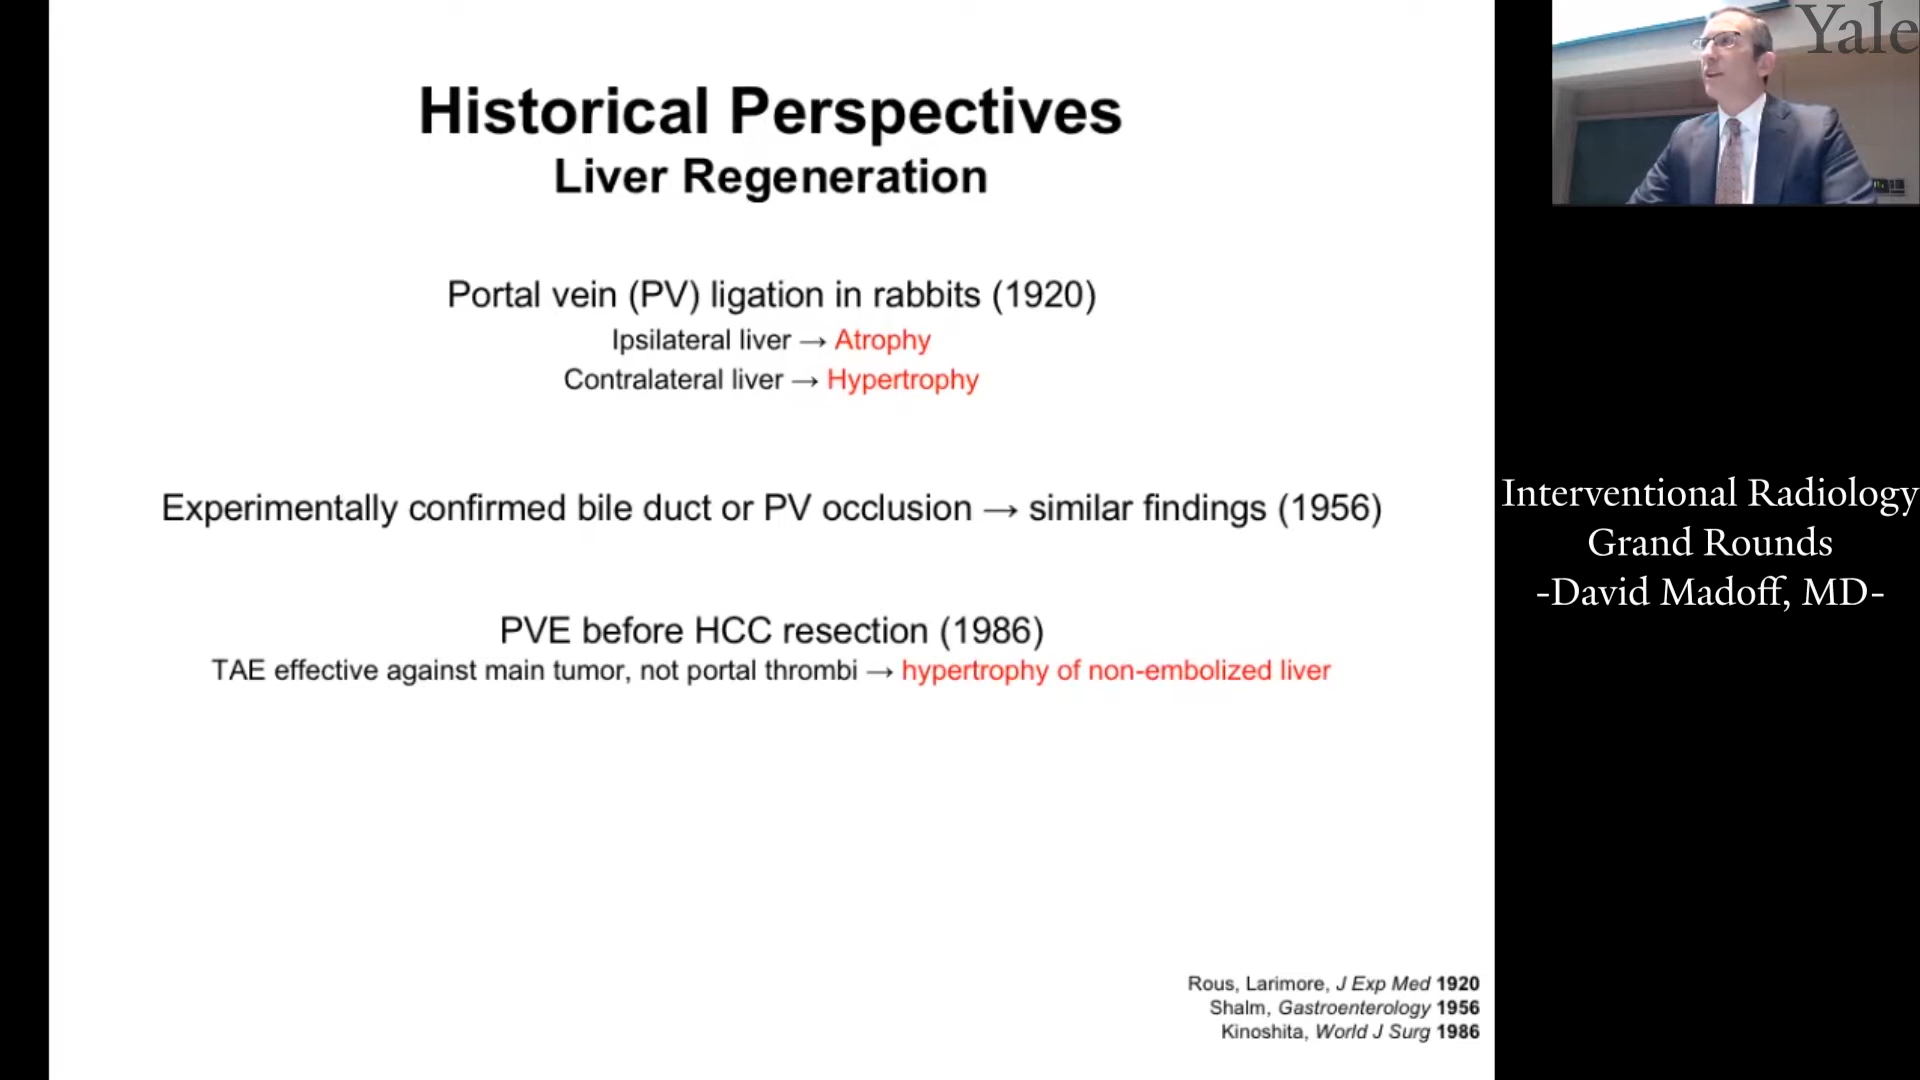 Historical Perspectives
Liver Regeneration
Portal vein (PV) ligation in rabbits (1920)
Ipsilateral liver → Atrophy
Contralateral liver → Hypertrophy
Experimentally confirmed bile duct or PV occlusion → similar findings (1956)
PVE before HCC resection (1986)
TAE effective against main tumor, not portal thrombi → hypertrophy of non-embolized liver
Rous, Larimore, J Exp Med 1920
Shalm, Gastroenterology 1956
Kinoshita, World J Surg 1986
Yale
Interventional Radiology
Grand Rounds
-David Madoff, MD-